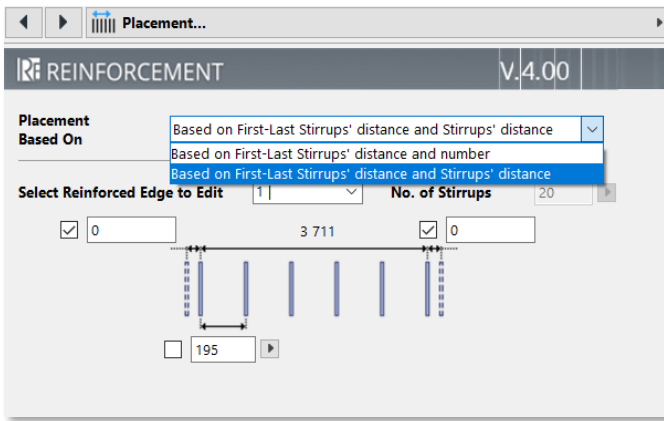 Placement...
REINFORCEMENT V.4.00
Placement
Based On
Based on First-Last Stirrups' distance and Stirrups' distance
Based on First-Last Stirrups' distance and number
Based on First-Last Stirrups' distance and Stirrups' distance
Select Reinforced Edge to Edit 1 No. of Stirrups 20
0 3 711 0
195